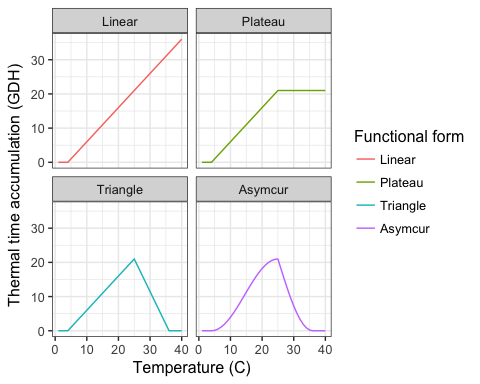 Linear
Plateau
30
20
10
0
Triangle
Asymcur
30
20
10
0
0
10
20
30
40
0
10
20
30
40
Temperature (C)
Thermal time accumulation (GDH)
Functional form
Linear
Plateau
Triangle
Asymcur